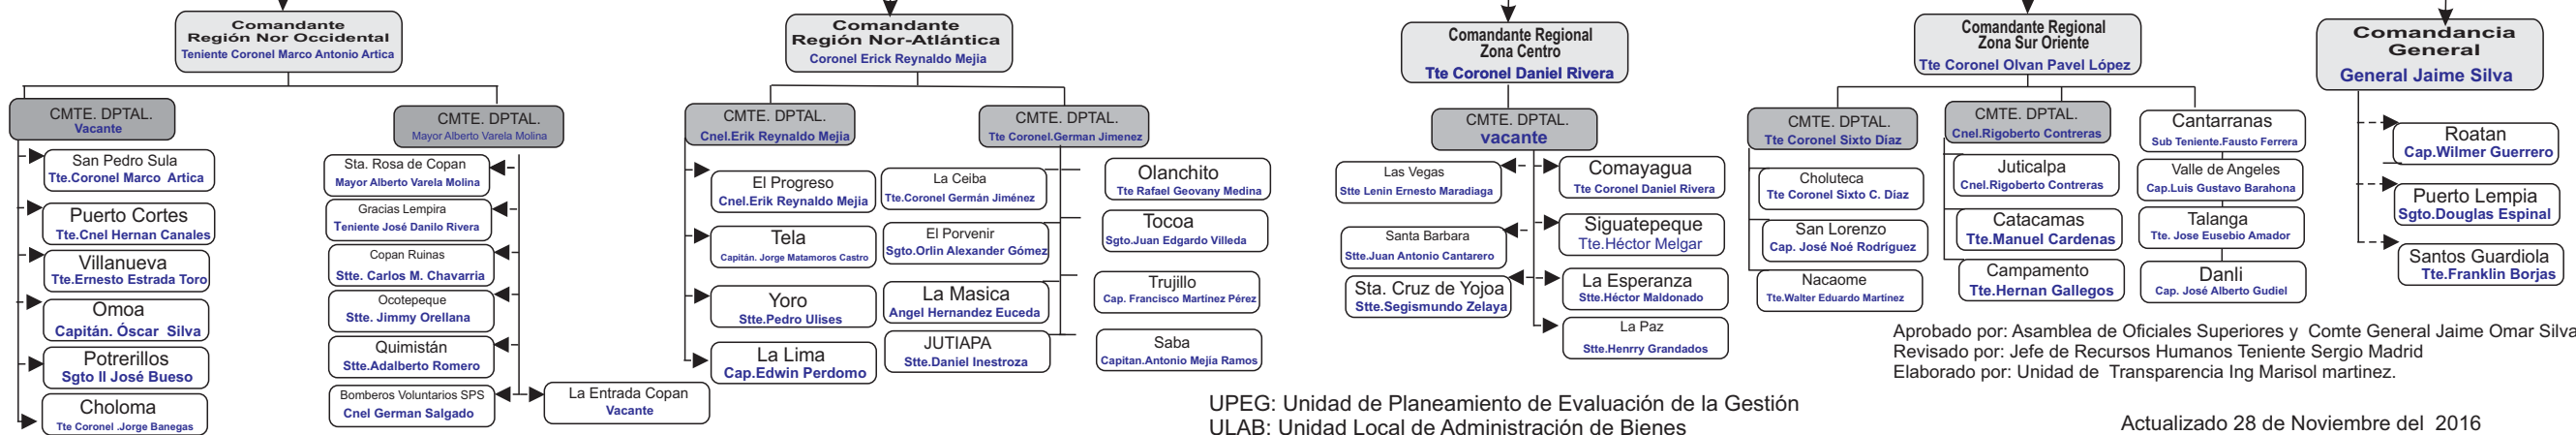 Comandante
Región Nor Occidental
Teniente Coronel Marco Antonio Artica
CMTE. DPTAL.
Vacante
San Pedro Sula
Tte.Coronel Marco Artica
Puerto Cortes
Tte.Cnel Hernan Canales
Villanueva
Tte.Ernesto Estrada Toro
Omoa
Capitán. Óscar Silva
Potrerillos
Sgto II José Bueso
Choloma
Tte Coronel .Jorge Banegas
CMTE. DPTAL.
Mayor Alberto Varela Molina
Sta. Rosa de Copan
Mayor Alberto Varela Molina
Gracias Lempira
Teniente José Danilo Rivera
Copan Ruinas
Stte. Carlos M. Chavarria
Ocotepeque
Stte. Jimmy Orellana
Quimistán
Stte.Adalberto Romero
Bomberos Voluntarios SPS
Cnel German Salgado
La Entrada Copan
Vacante
Comandante
Región Nor-Atlántica
Coronel Erick Reynaldo Mejia
CMTE. DPTAL.
Cnel.Erik Reynaldo Mejia
El Progreso
Cnel.Erik Reynaldo Mejia
Tela
Capitán. Jorge Matamoros Castro
Yoro
Stte.Pedro Ulises
La Lima
Cap.Edwin Perdomo
CMTE. DPTAL.
Tte Coronel.German Jimenez
La Ceiba
Tte.Coronel Germán Jiménez
El Porvenir
Sgto.Orlin Alexander Gómez
La Masica
Angel Hernandez Euceda
JUTIAPA
Stte.Daniel Inestroza
Olanchito
Tte Rafael Geovany Medina
Tocoa
Sgto.Juan Edgardo Villeda
Trujillo
Cap. Francisco Martínez Pérez
Saba
Capitan.Antonio Mejía Ramos
Comandante Regional
Zona Centro
Tte Coronel Daniel Rivera
CMTE. DPTAL.
vacante
Las Vegas
Stte Lenin Ernesto Maradiaga
Santa Barbara
Stte.Juan Antonio Cantarero
Sta. Cruz de Yojoa
Stte.Segismundo Zelaya
Comayagua
Tte Coronel Daniel Rivera
Siguatepeque
Tte.Héctor Melgar
La Esperanza
Stte.Héctor Maldonado
La Paz
Stte.Henrry Grandados
Comandante Regional
Zona Sur Oriente
Tte Coronel Olvan Pavel López
CMTE. DPTAL.
Tte Coronel Sixto Díaz
Choluteca
Tte Coronel Sixto C. Díaz
San Lorenzo
Cap. José Noé Rodríguez
Nacaome
Tte.Walter Eduardo Martínez
CMTE. DPTAL.
Cnel.Rigoberto Contreras
Juticalpa
Cnel.Rigoberto Contreras
Catacamas
Tte.Manuel Cardenas
Campamento
Tte.Hernan Gallegos
Cantarranas
Sub Teniente.Fausto Ferrera
Valle de Angeles
Cap.Luis Gustavo Barahona
Talanga
Tte. Jose Eusebio Amador
Danli
Cap. José Alberto Gudiel
Comandancia
General
General Jaime Silva
Roatan
Cap.Wilmer Guerrero
Puerto Lempia
Sgto.Douglas Espinal
Santos Guardiola
Tte.Franklin Borjas
Aprobado por: Asamblea de Oficiales Superiores y Comte General Jaime Omar Silva
Revisado por: Jefe de Recursos Humanos Teniente Sergio Madrid
Elaborado por: Unidad de Transparencia Ing Marisol martinez.
UPEG: Unidad de Planeamiento de Evaluación de la Gestión
ULAB: Unidad Local de Administración de Bienes
Actualizado 28 de Noviembre del 2016